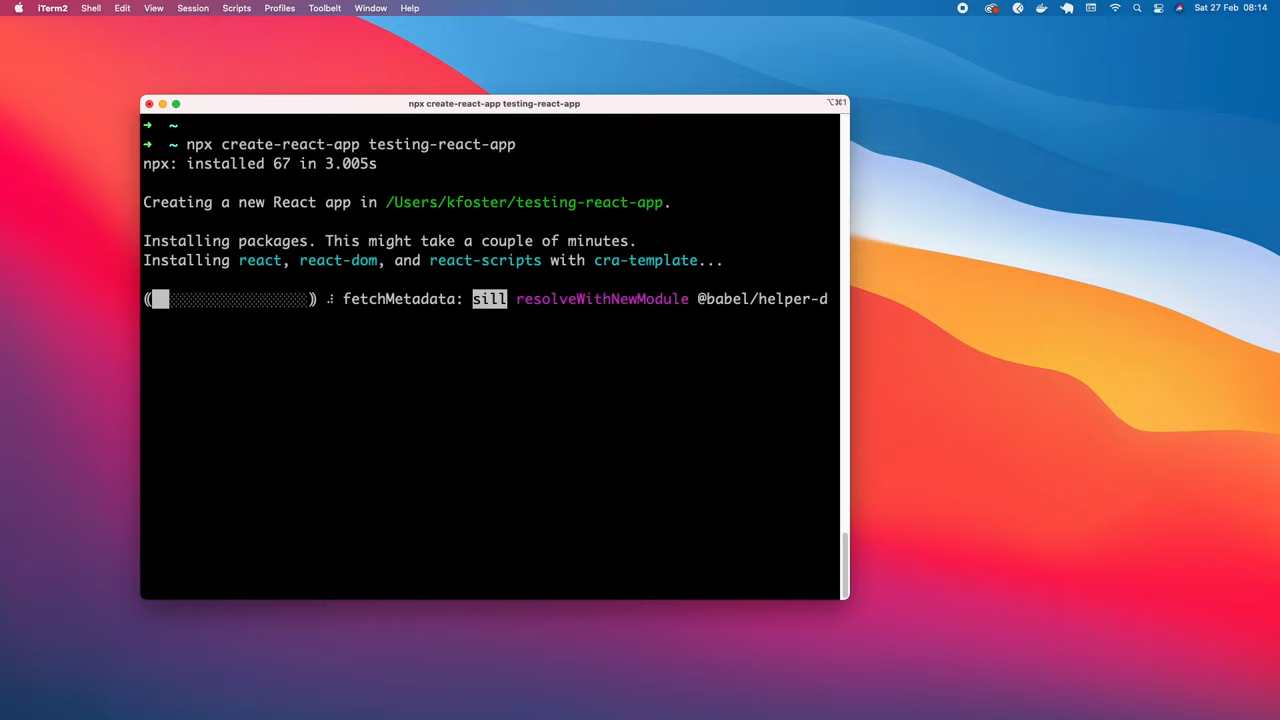 iTerm2 Shell Edit View Session Scripts Profiles Toolbelt Window Help Sat 27 Feb 08:14
npx create-react-app testing-react-app ⌥⌘1
➜ ~
➜ ~ npx create-react-app testing-react-app
npx: installed 67 in 3.005s
Creating a new React app in /Users/kfoster/testing-react-app.
Installing packages. This might take a couple of minutes.
Installing react, react-dom, and react-scripts with cra-template...
fetchMetadata: sill resolveWithNewModule @babel/helper-d